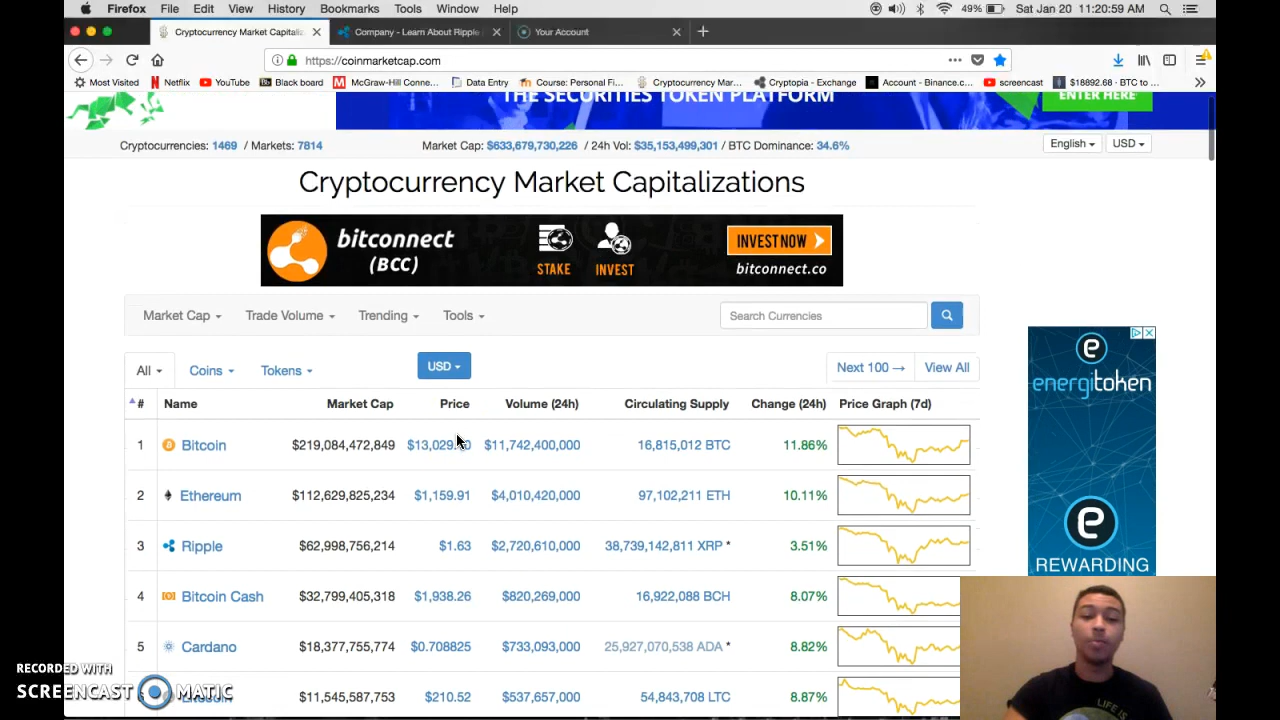 Firefox File Edit View History Bookmarks Tools Window Help 49% Sat Jan 20 11:20:59 AM
Cryptocurrency Market Capitaliz Company - Learn About Ripple Your Account
https://coinmarketcap.com
Most Visited Netflix YouTube Black board McGraw-Hill Conne... Data Entry Course: Personal Fi... Cryptocurrency Mar... Cryptopia - Exchange Account - Binance.c... screencast $18892.68 - BTC to ...
THE SECURITIES TOKEN PLATFORM ENTER HERE
Cryptocurrencies: 1469 / Markets: 7814 Market Cap: $633,679,730,226 / 24h Vol: $35,153,499,301 / BTC Dominance: 34.6% English USD
Cryptocurrency Market Capitalizations
bitconnect
(BCC)
STAKE INVEST
INVEST NOW
bitconnect.co
Market Cap Trade Volume Trending Tools Search Currencies
All Coins Tokens USD Next 100 → View All
# Name Market Cap Price Volume (24h) Circulating Supply Change (24h) Price Graph (7d)
1 Bitcoin $219,084,472,849 $13,029. $11,742,400,000 16,815,012 BTC 11.86%
2 Ethereum $112,629,825,234 $1,159.91 $4,010,420,000 97,102,211 ETH 10.11%
3 Ripple $62,998,756,214 $1.63 $2,720,610,000 38,739,142,811 XRP * 3.51%
4 Bitcoin Cash $32,799,405,318 $1,938.26 $820,269,000 16,922,088 BCH 8.07%
5 Cardano $18,377,755,774 $0.708825 $733,093,000 25,927,070,538 ADA * 8.82%
$11,545,587,753 $210.52 $537,657,000 54,843,708 LTC 8.87%
energitoken
REWARDING
RECORDED WITH
SCREENCAST MATIC
LIFE IS